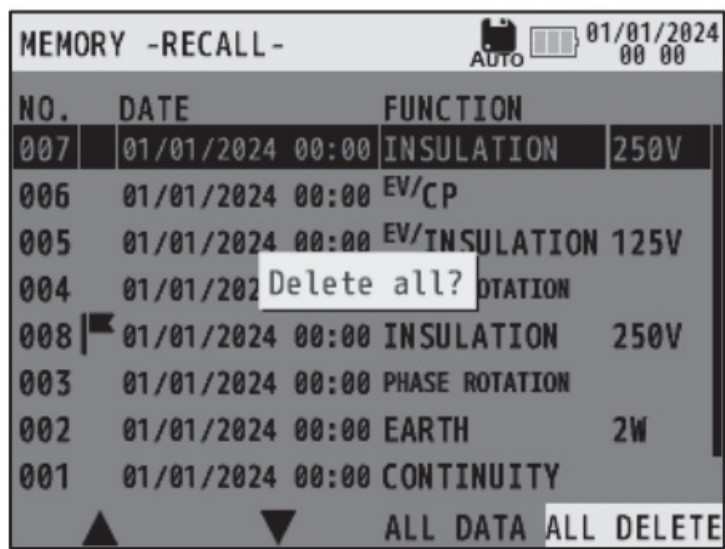 MEMORY -RECALL- AUTO 01/01/2024
00 00
NO. DATE FUNCTION
007 01/01/2024 00:00 INSULATION 250V
006 01/01/2024 00:00 EV/CP
005 01/01/2024 00:00 EV/INSULATION 125V
004 01/01/202 OTATION
Delete all?
008 01/01/2024 00:00 INSULATION 250V
003 01/01/2024 00:00 PHASE ROTATION
002 01/01/2024 00:00 EARTH 2W
001 01/01/2024 00:00 CONTINUITY
ALL DATA ALL DELETE